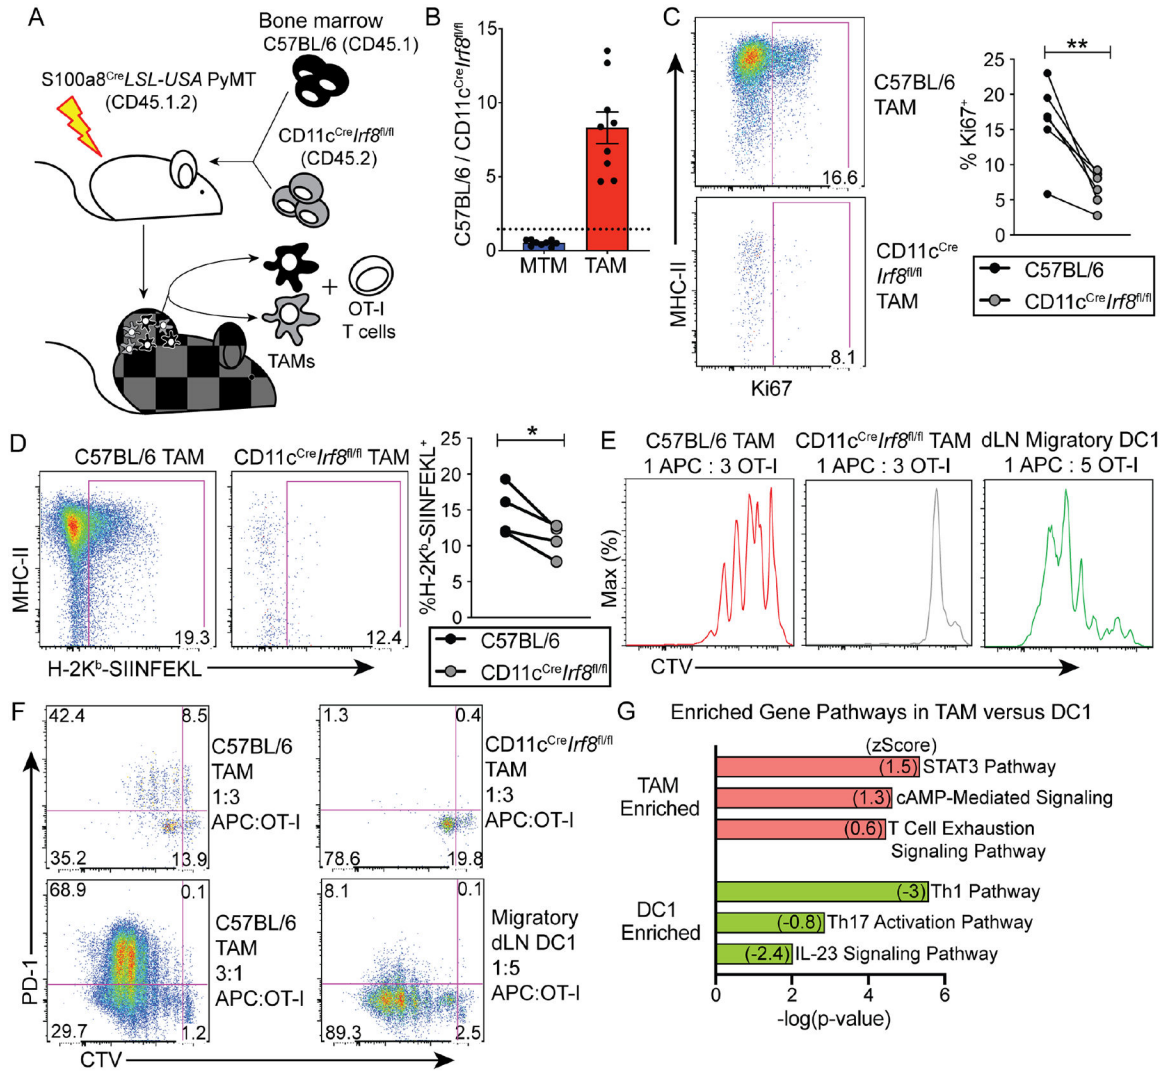 A
Bone marrow
C57BL/6 (CD45.1)
S100a8CreLSL-USA PyMT
(CD45.1.2)
CD11cCreIrf8fl/fl
(CD45.2)
+
OT-I
T cells
TAMs
B
C57BL/6 / CD11cCreIrf8fl/fl
15
10
5
0
MTM
TAM
C
C57BL/6
TAM
16.6
CD11cCre
Irf8fl/fl
TAM
8.1
MHC-II
Ki67
% Ki67+
25
20
15
10
5
0
**
C57BL/6
CD11cCreIrf8fl/fl
D
C57BL/6 TAM
CD11cCreIrf8fl/fl TAM
MHC-II
19.3
12.4
H-2Kb-SIINFEKL
%H-2Kb-SIINFEKL+
25
20
15
10
5
0
*
C57BL/6
CD11cCreIrf8fl/fl
E
C57BL/6 TAM
1 APC : 3 OT-I
CD11cCreIrf8fl/fl TAM
1 APC : 3 OT-I
dLN Migratory DC1
1 APC : 5 OT-I
Max (%)
CTV
F
42.4
8.5
35.2
13.9
C57BL/6
TAM
1:3
APC:OT-I
1.3
0.4
78.6
19.8
CD11cCreIrf8fl/fl
TAM
1:3
APC:OT-I
68.9
0.1
29.7
1.2
C57BL/6
TAM
3:1
APC:OT-I
8.1
0.1
89.3
2.5
Migratory
dLN DC1
1:5
APC:OT-I
PD-1
CTV
G
Enriched Gene Pathways in TAM versus DC1
(zScore)
TAM
Enriched
(1.5) STAT3 Pathway
(1.3) cAMP-Mediated Signaling
(0.6) T Cell Exhaustion
Signaling Pathway
DC1
Enriched
(-3) Th1 Pathway
(-0.8) Th17 Activation Pathway
(-2.4) IL-23 Signaling Pathway
0
2
4
6
-log(p-value)